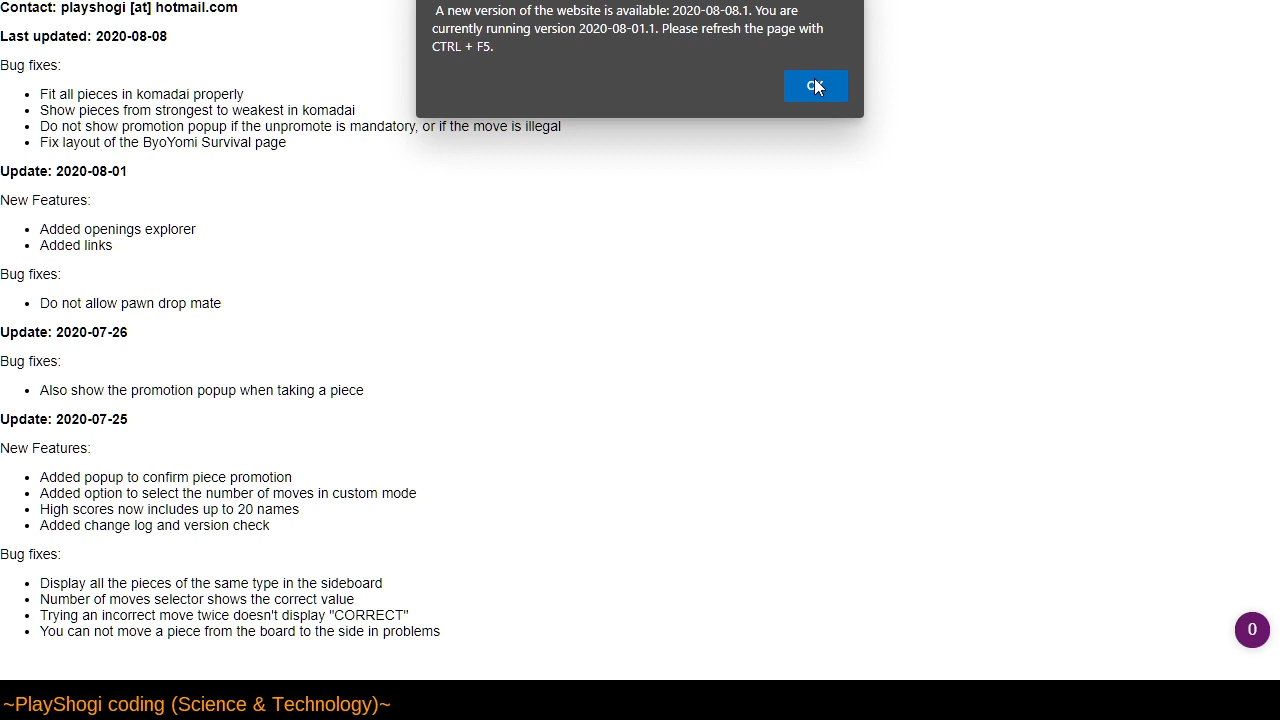 Contact: playshogi [at] hotmail.com
A new version of the website is available: 2020-08-08.1. You are
currently running version 2020-08-01.1. Please refresh the page with
CTRL + F5.
Last updated: 2020-08-08
Bug fixes:
Fit all pieces in komadai properly
Show pieces from strongest to weakest in komadai
Do not show promotion popup if the unpromote is mandatory, or if the move is illegal
Fix layout of the ByoYomi Survival page
Update: 2020-08-01
New Features:
Added openings explorer
Added links
Bug fixes:
Do not allow pawn drop mate
Update: 2020-07-26
Bug fixes:
Also show the promotion popup when taking a piece
Update: 2020-07-25
New Features:
Added popup to confirm piece promotion
Added option to select the number of moves in custom mode
High scores now includes up to 20 names
Added change log and version check
Bug fixes:
Display all the pieces of the same type in the sideboard
Number of moves selector shows the correct value
Trying an incorrect move twice doesn't display "CORRECT"
You can not move a piece from the board to the side in problems
0
~PlayShogi coding (Science & Technology)~